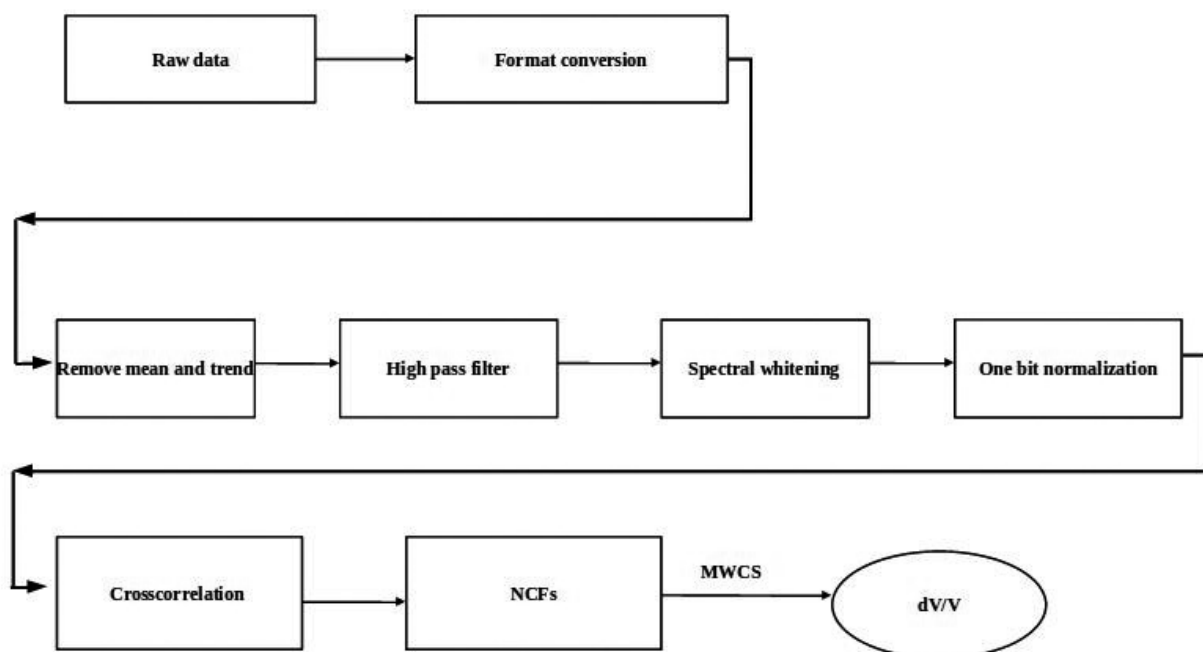 Raw data
Format conversion
Remove mean and trend
High pass filter
Spectral whitening
One bit normalization
Crosscorrelation
NCFs
MWCS
dV/V